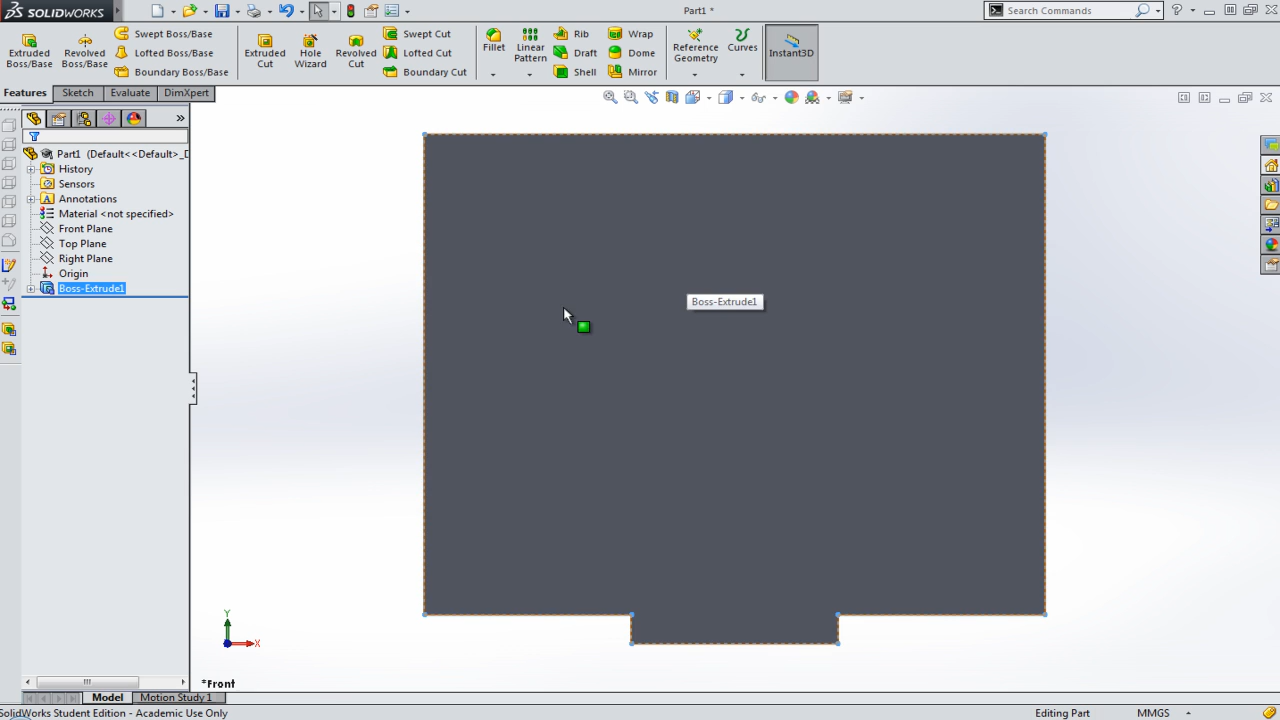 SOLIDWORKS
Part1 *
Search Commands
Extruded Boss/Base
Revolved Boss/Base
Swept Boss/Base
Lofted Boss/Base
Boundary Boss/Base
Extruded Cut
Hole Wizard
Revolved Cut
Swept Cut
Lofted Cut
Boundary Cut
Fillet
Linear Pattern
Rib
Draft
Shell
Wrap
Dome
Mirror
Reference Geometry
Curves
Instant3D
Features Sketch Evaluate DimXpert
Part1 (Default<<Default>_D
History
Sensors
Annotations
Material <not specified>
Front Plane
Top Plane
Right Plane
Origin
Boss-Extrude1
Boss-Extrude1
Y
X
*Front
Model Motion Study 1
SolidWorks Student Edition - Academic Use Only
Editing Part
MMGS